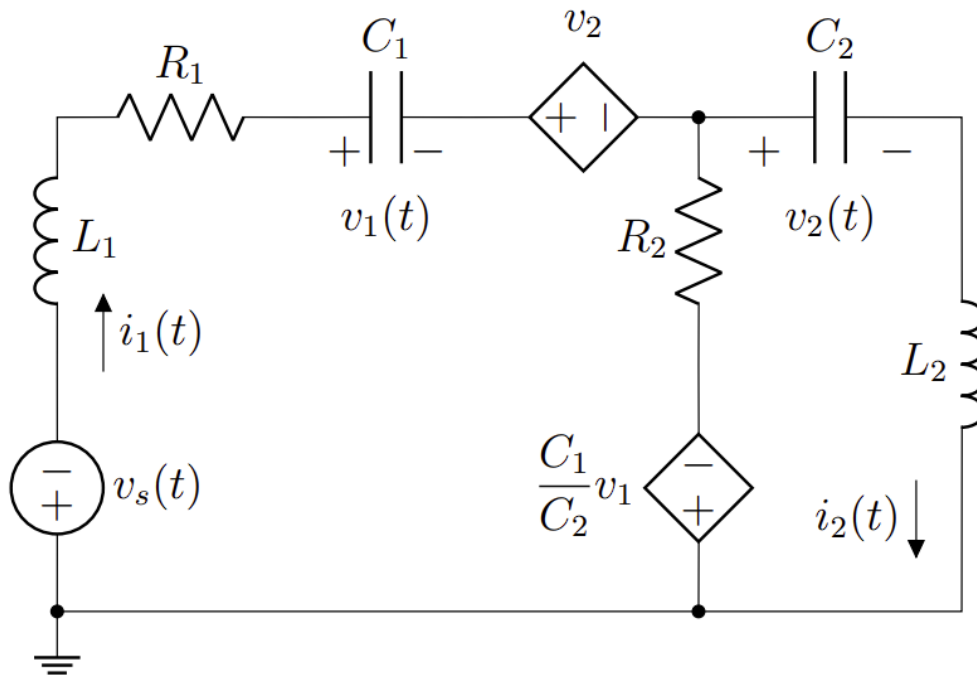 C₁
v₂
C₂
R₁
+ −
+ −
+ −
v₁(t)
R₂
v₂(t)
L₁
i₁(t)
L₂
−
+
vₛ(t)
C₁/C₂ v₁
−
+
i₂(t)